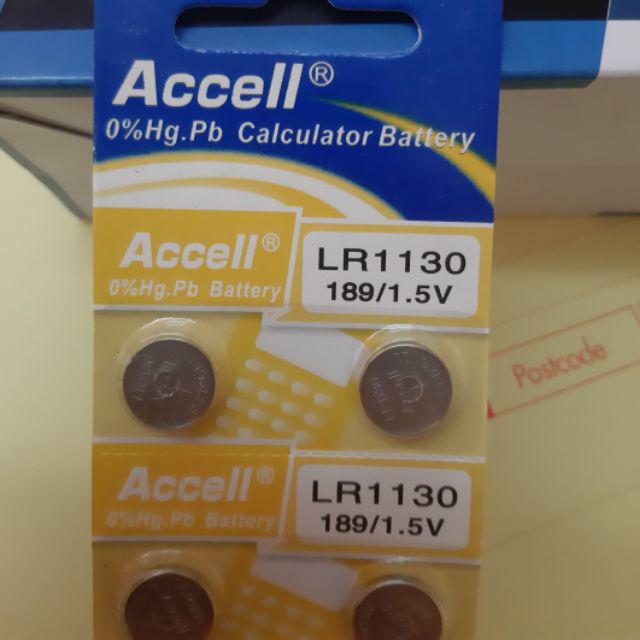 Accell®
0%Hg.Pb Calculator Battery
Accell®
0%Hg.Pb Battery
LR1130
189/1.5V
Accell®
0%Hg.Pb Battery
LR1130
189/1.5V
Postcode